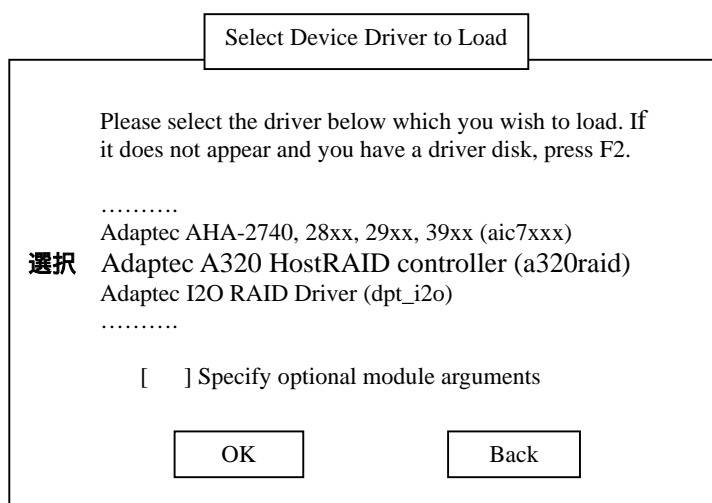 Select Device Driver to Load
Please select the driver below which you wish to load. If
it does not appear and you have a driver disk, press F2.
……….
Adaptec AHA-2740, 28xx, 29xx, 39xx (aic7xxx)
選択 Adaptec A320 HostRAID controller (a320raid)
Adaptec I2O RAID Driver (dpt_i2o)
……….
[ ] Specify optional module arguments
OK Back